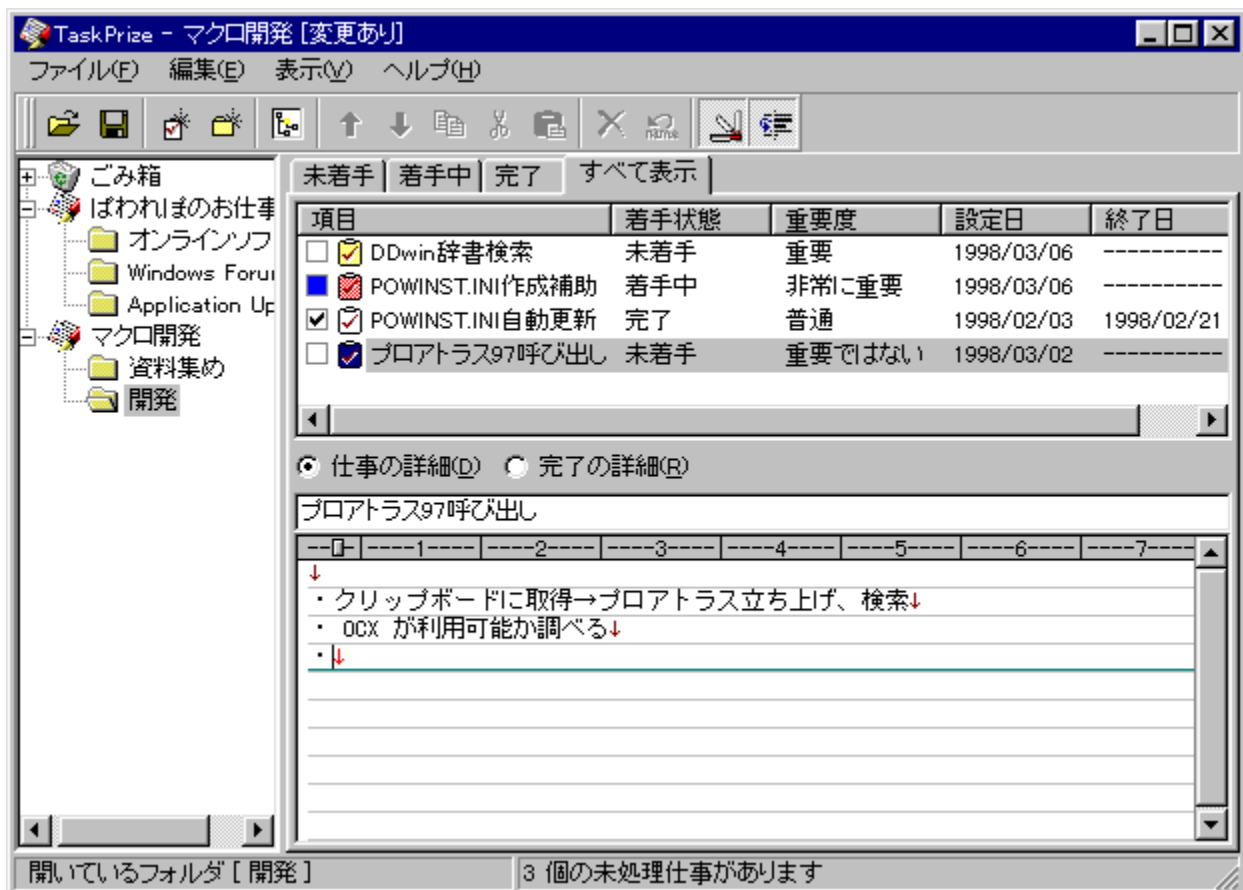 TaskPrize - マクロ開発 [変更あり]
ファイル(F) 編集(E) 表示(V) ヘルプ(H)
name
ごみ箱
ぱわれぽのお仕事
オンラインソフ
Windows Forur
Application Up
マクロ開発
資料集め
開発
未着手 着手中 完了 すべて表示
項目 着手状態 重要度 設定日 終了日
DDwin辞書検索 未着手 重要 1998/03/06 ----------
POWINST.INI作成補助 着手中 非常に重要 1998/03/06 ----------
POWINST.INI自動更新 完了 普通 1998/02/03 1998/02/21
プロアトラス97呼び出し 未着手 重要ではない 1998/03/02 ----------
仕事の詳細(D) 完了の詳細(R)
プロアトラス97呼び出し
--0-|----1----|----2----|----3----|----4----|----5----|----6----|----7----
↓
・クリップボードに取得→プロアトラス立ち上げ、検索↓
・ OCX が利用可能か調べる↓
・↓
開いているフォルダ [ 開発 ] 3 個の未処理仕事があります